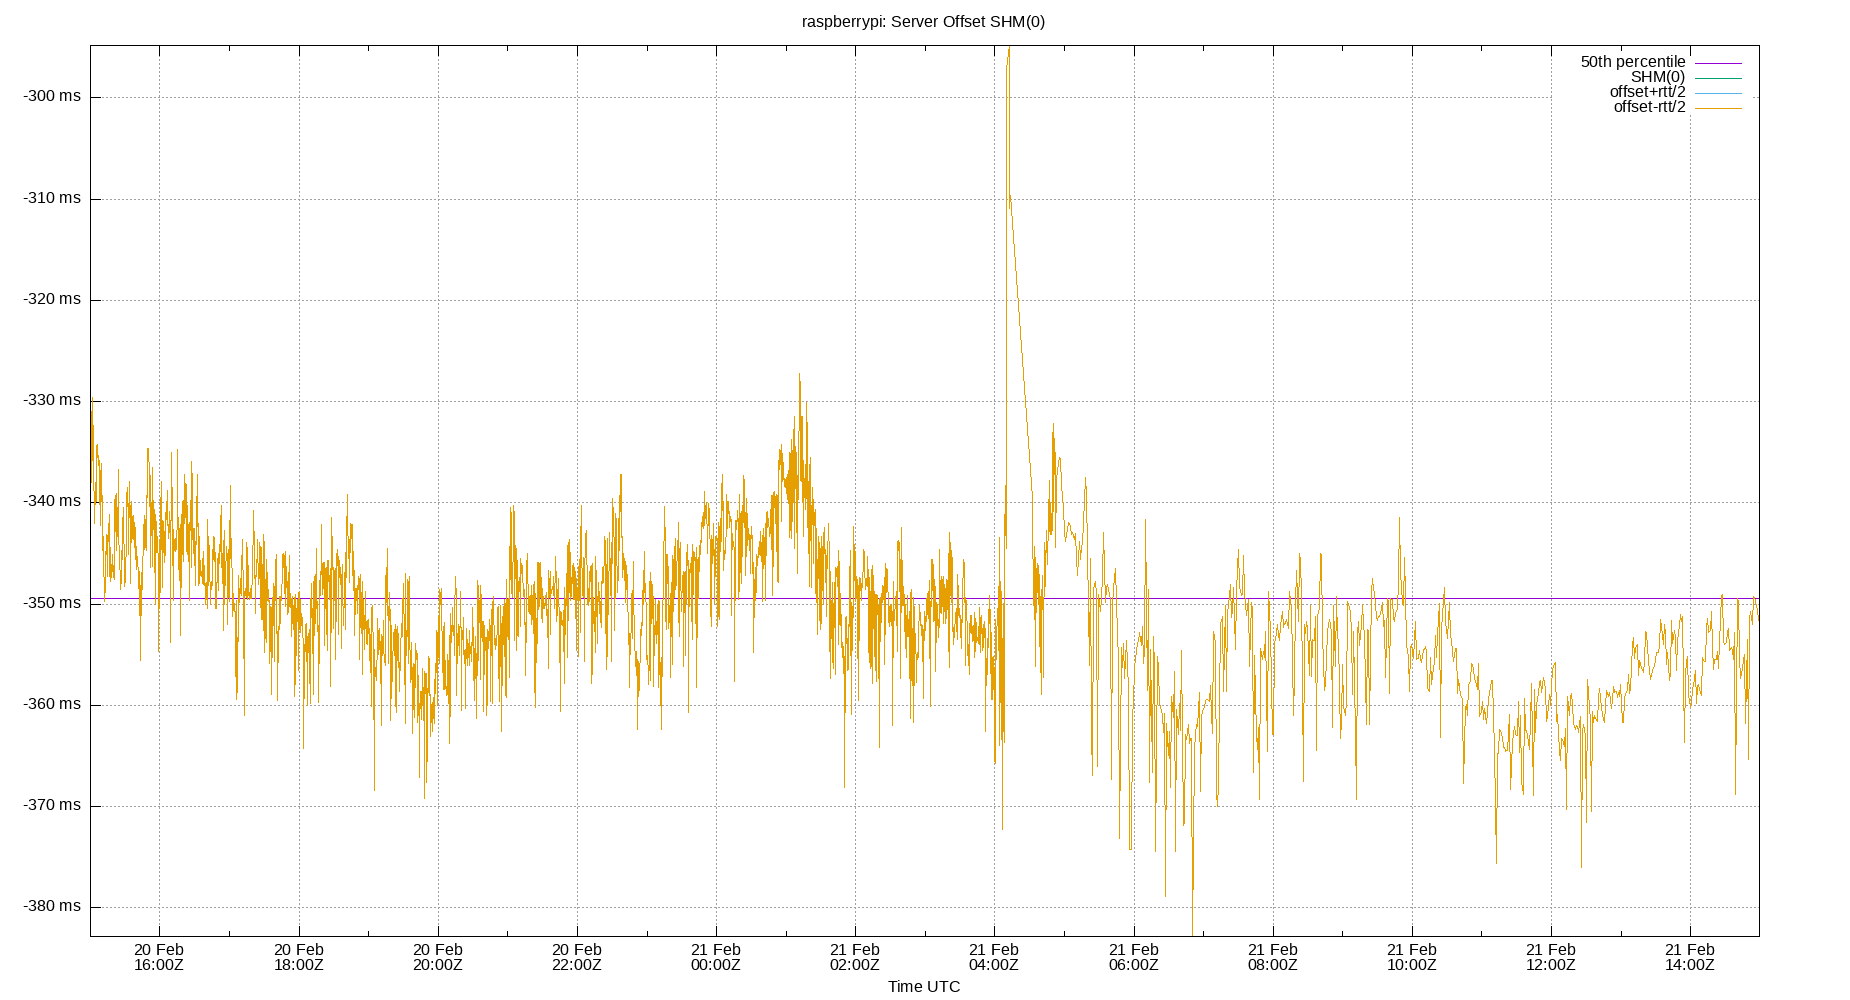 raspberrypi: Server Offset SHM(0)
50th percentile
SHM(0)
offset+rtt/2
offset-rtt/2
-300 ms
-310 ms
-320 ms
-330 ms
-340 ms
-350 ms
-360 ms
-370 ms
-380 ms
20 Feb 20 Feb 20 Feb 20 Feb 21 Feb 21 Feb 21 Feb 21 Feb 21 Feb 21 Feb 21 Feb 21 Feb
16:00Z 18:00Z 20:00Z 22:00Z 00:00Z 02:00Z 04:00Z 06:00Z 08:00Z 10:00Z 12:00Z 14:00Z
Time UTC